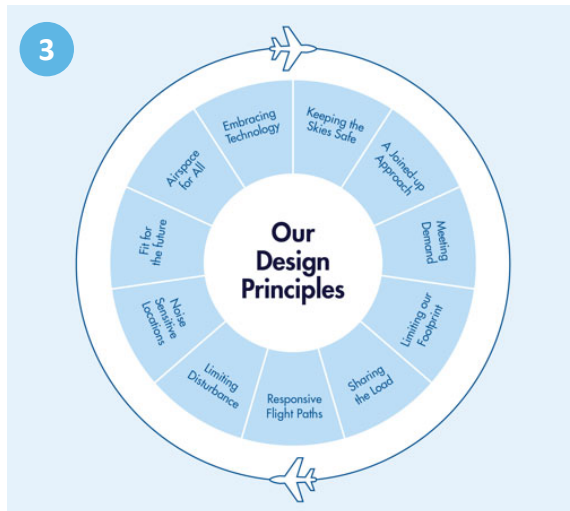 3
Our
Design
Principles
Keeping the
Skies Safe
A Joined-up
Approach
Meeting
Demand
Limiting our
Footprint
Sharing
the Load
Responsive
Flight Paths
Limiting
Disturbance
Noise
Sensitive
Locations
Fit for
the future
Airspace
for All
Embracing
Technology